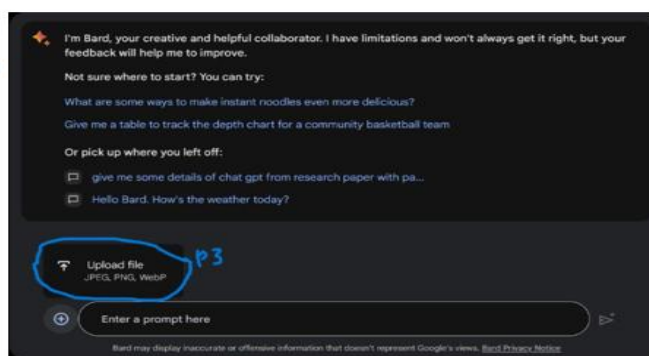 I'm Bard, your creative and helpful collaborator. I have limitations and won't always get it right, but your
feedback will help me to improve.
Not sure where to start? You can try:
What are some ways to make instant noodles even more delicious?
Give me a table to track the depth chart for a community basketball team
Or pick up where you left off:
give me some details of chat gpt from research paper with pa...
Hello Bard. How's the weather today?
Upload file
JPEG, PNG, WebP
p3
Enter a prompt here
Bard may display inaccurate or offensive information that doesn't represent Google's views. Bard Privacy Notice